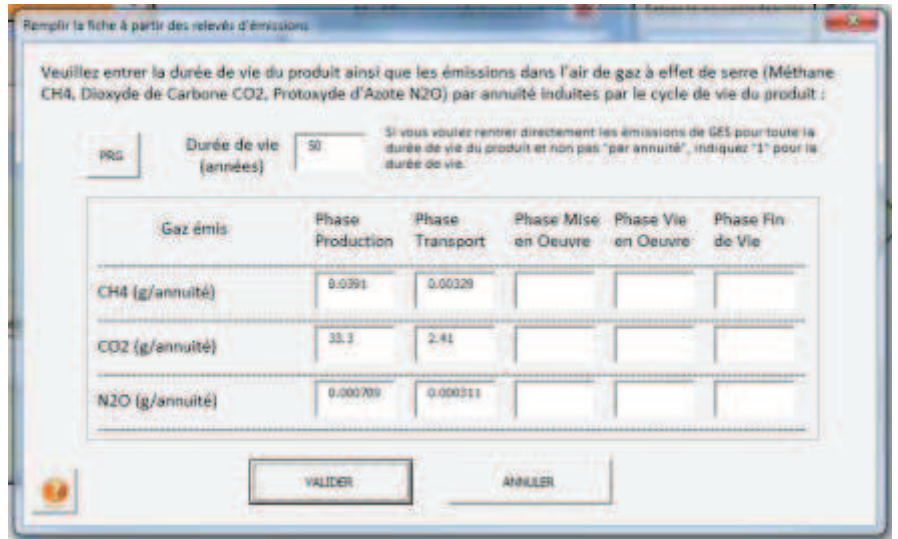 Remplir la fiche à partir des relevés d'émissions
Veuillez entrer la durée de vie du produit ainsi que les émissions dans l'air de gaz à effet de serre (Méthane
CH4, Dioxyde de Carbone CO2, Protoxyde d'Azote N2O) par annuité induites par le cycle de vie du produit :
PRG
Durée de vie
(années)
50
Si vous voulez rentrer directement les émissions de GES pour toute la
durée de vie du produit et non pas "par annuité", indiquez "1" pour la
durée de vie.
Gaz émis
Phase Production
Phase Transport
Phase Mise en Oeuvre
Phase Vie en Oeuvre
Phase Fin de Vie
CH4 (g/annuité) 0.0391 0.00329
CO2 (g/annuité) 33.3 2.41
N2O (g/annuité) 0.000709 0.000311
VALIDER ANNULER